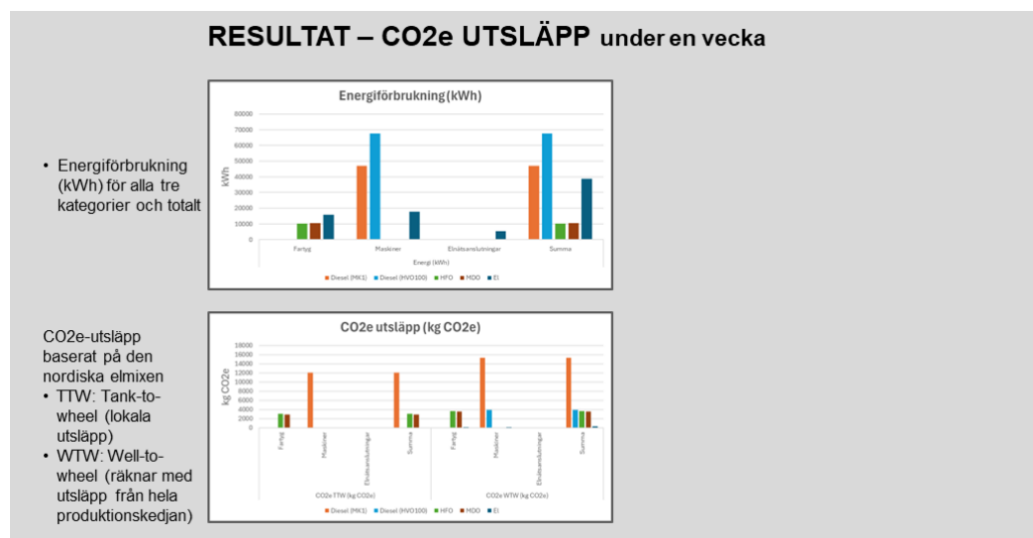 RESULTAT – CO2e UTSLÄPP under en vecka
• Energiförbrukning
(kWh) för alla tre
kategorier och totalt
Energiförbrukning (kWh)
kWh
80000
70000
60000
50000
40000
30000
20000
10000
0
Fartyg
Maskiner
Elnätsanslutningar
Summa
Energi (kWh)
Diesel (MK1) Diesel (HVO100) HFO MDO El
CO2e-utsläpp
baserat på den
nordiska elmixen
• TTW: Tank-to-
wheel (lokala
utsläpp)
• WTW: Well-to-
wheel (räknar med
utsläpp från hela
produktionskedjan)
CO2e utsläpp (kg CO2e)
kg CO2e
18000
16000
14000
12000
10000
8000
6000
4000
2000
0
Fartyg
Maskiner
Elnätsanslutningar
Summa
Fartyg
Maskiner
Elnätsanslutningar
Summa
CO2e TTW (kg CO2e)
CO2e WTW (kg CO2e)
Diesel (MK1) Diesel (HVO100) HFO MDO El